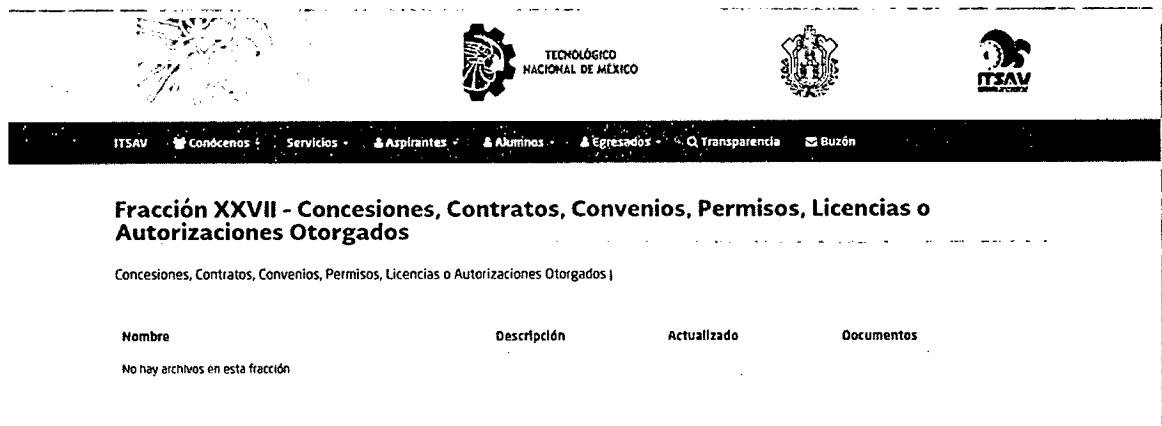 TECNOLÓGICO
NACIONAL DE MÉXICO
ITSAV
ITSAV Conócenos Servicios Aspirantes Alumnos Egresados Transparencia Buzón
Fracción XXVII - Concesiones, Contratos, Convenios, Permisos, Licencias o
Autorizaciones Otorgados
Concesiones, Contratos, Convenios, Permisos, Licencias o Autorizaciones Otorgados |
Nombre Descripción Actualizado Documentos
No hay archivos en esta fracción